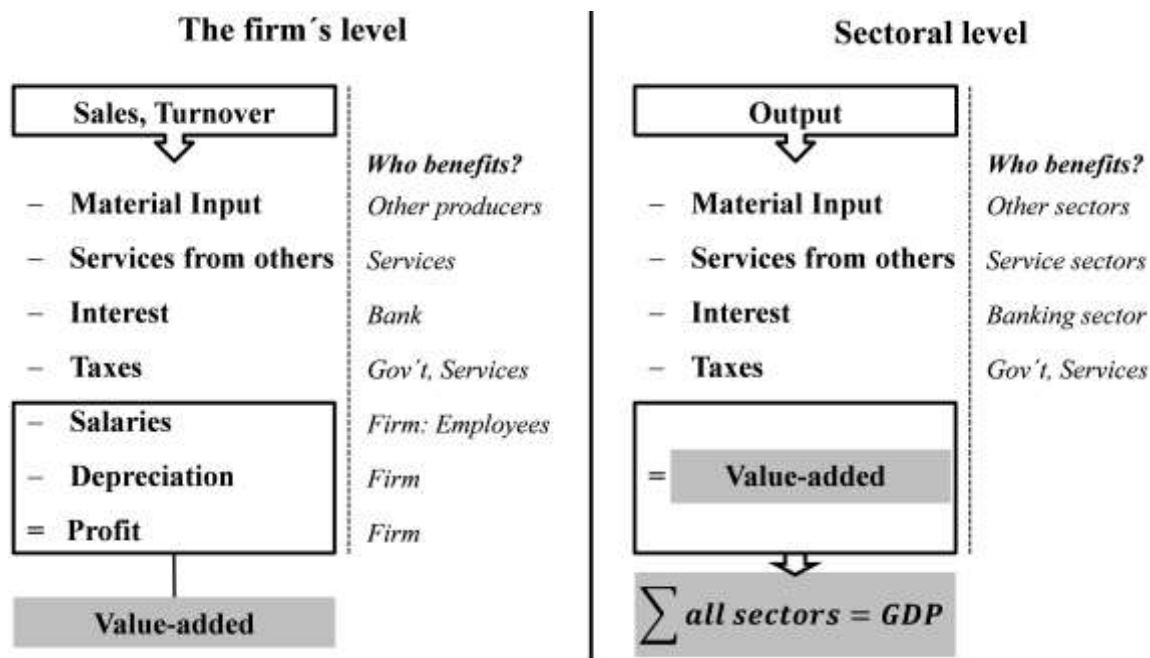 The firm´s level
Sales, Turnover
Who benefits?
– Material Input Other producers
– Services from others Services
– Interest Bank
– Taxes Gov´t, Services
– Salaries Firm: Employees
– Depreciation Firm
= Profit Firm
Value-added
Sectoral level
Output
Who benefits?
– Material Input Other sectors
– Services from others Service sectors
– Interest Banking sector
– Taxes Gov´t, Services
= Value-added
∑ all sectors = GDP